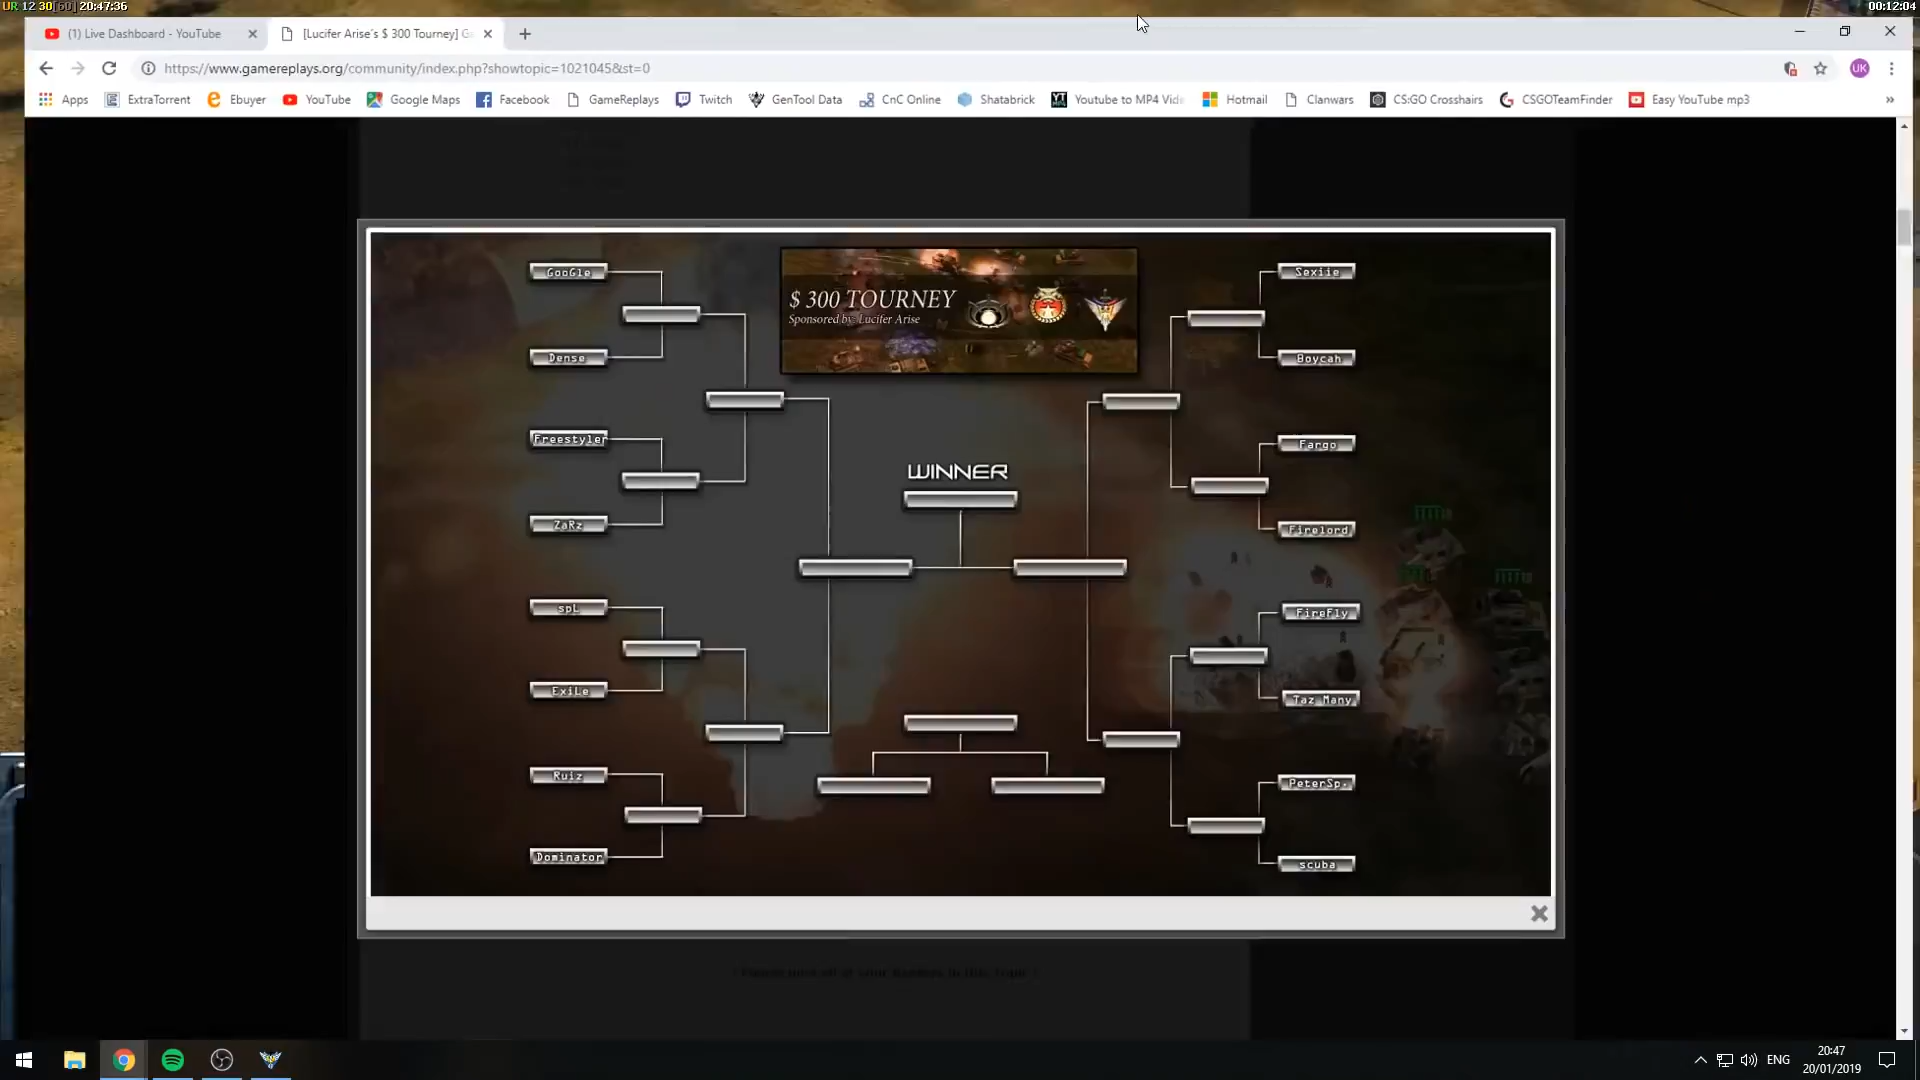 UR 12 30[60] 20:47:36
00:12:04
(1) Live Dashboard - YouTube
[Lucifer Arise's $ 300 Tourney] G
https://www.gamereplays.org/community/index.php?showtopic=1021045&st=0
UK
Apps
ExtraTorrent
Ebuyer
YouTube
Google Maps
Facebook
GameReplays
Twitch
GenTool Data
CnC Online
Shatabrick
Youtube to MP4 Vide
Hotmail
Clanwars
CS:GO Crosshairs
CSGOTeamFinder
Easy YouTube mp3
»
$ 300 TOURNEY
Sponsored by: Lucifer Arise
GooGle
Dense
Freestyler
ZaRz
spL
ExiLe
Ruiz
Dominator
WINNER
Sexiie
Boycah
Fargo
Firelord
FireFly
Taz Many
PeterSp.
scuba
ENG
20:47
20/01/2019